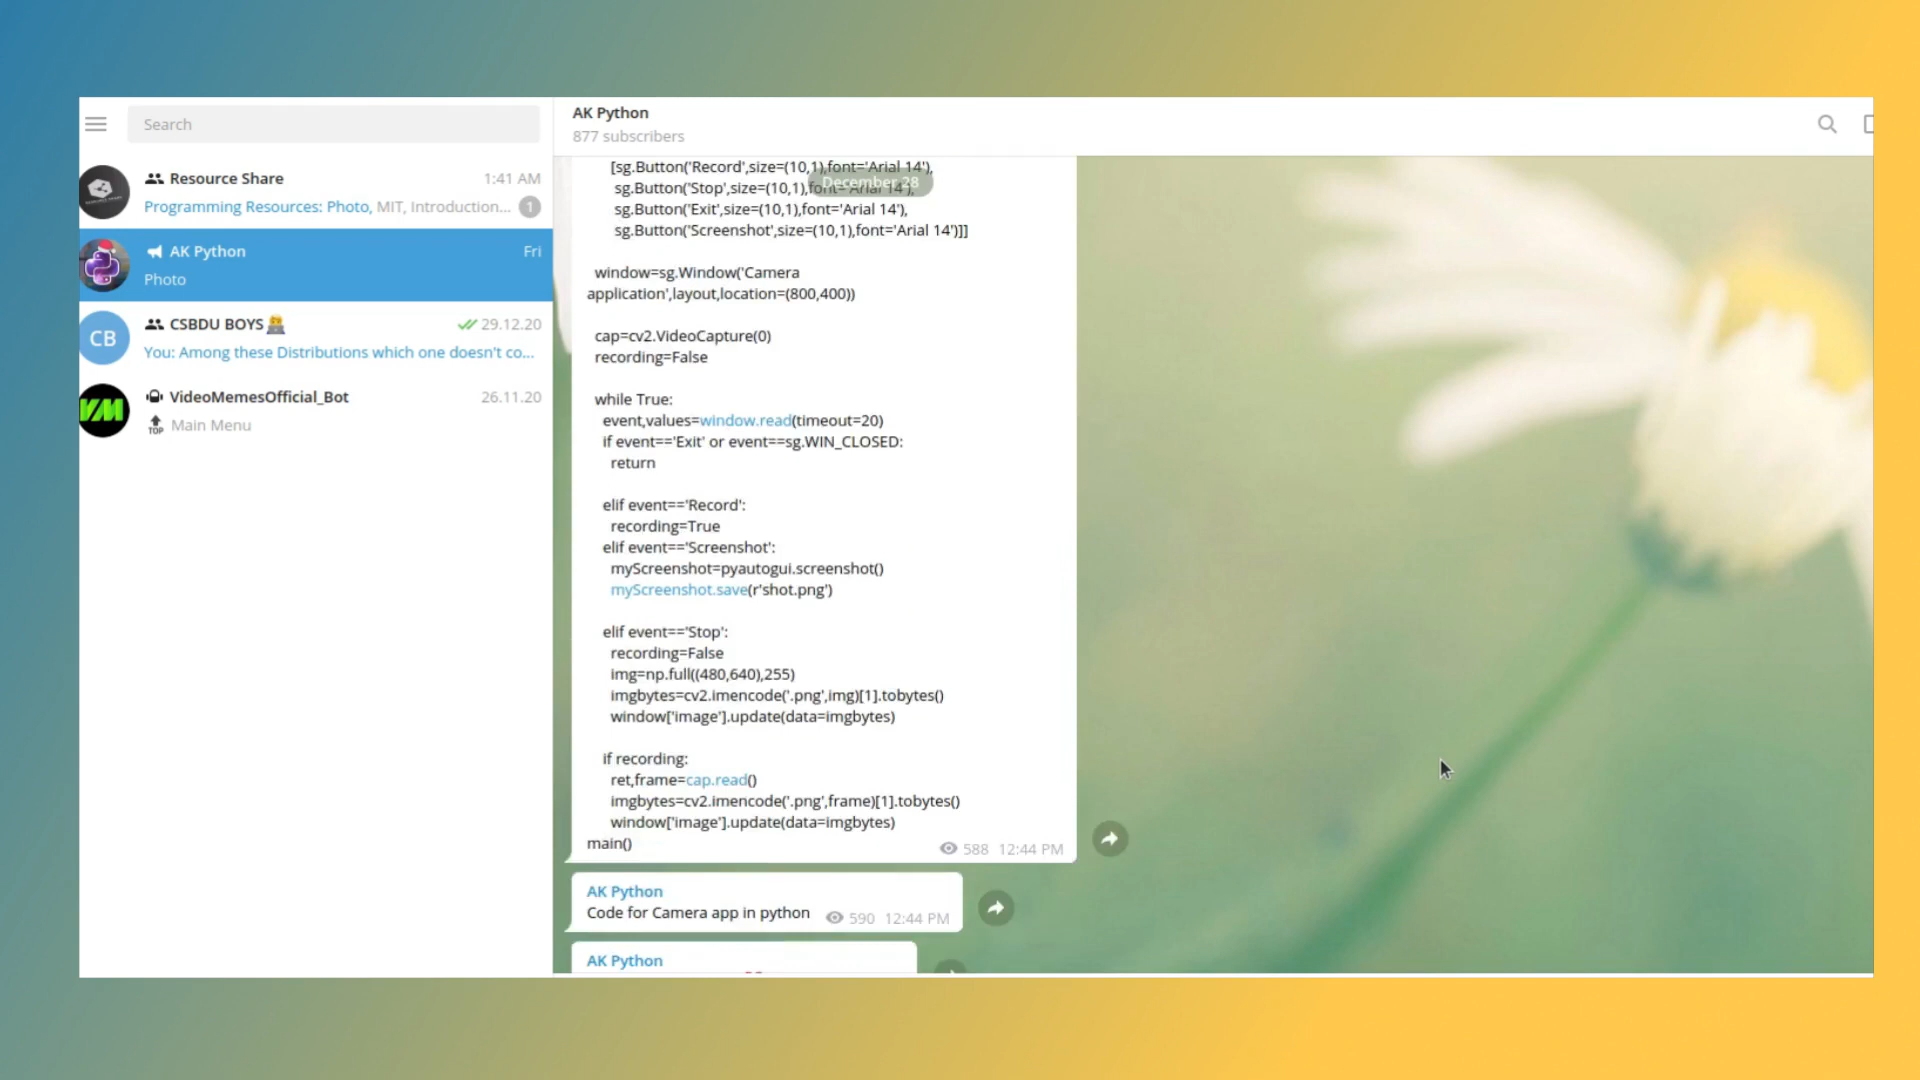 Search
Resource Share 1:41 AM
Programming Resources: Photo, MIT, Introduction... 1
AK Python Fri
Photo
CB
CSBDU BOYS 29.12.20
You: Among these Distributions which one doesn't co...
VM
VideoMemesOfficial_Bot 26.11.20
TOP Main Menu
AK Python
877 subscribers
December 28
[sg.Button('Record',size=(10,1),font='Arial 14'),
sg.Button('Stop',size=(10,1),font='Arial 14'),
sg.Button('Exit',size=(10,1),font='Arial 14'),
sg.Button('Screenshot',size=(10,1),font='Arial 14')]]
window=sg.Window('Camera
application',layout,location=(800,400))
cap=cv2.VideoCapture(0)
recording=False
while True:
event,values=window.read(timeout=20)
if event=='Exit' or event==sg.WIN_CLOSED:
return
elif event=='Record':
recording=True
elif event=='Screenshot':
myScreenshot=pyautogui.screenshot()
myScreenshot.save(r'shot.png')
elif event=='Stop':
recording=False
img=np.full((480,640),255)
imgbytes=cv2.imencode('.png',img)[1].tobytes()
window['image'].update(data=imgbytes)
if recording:
ret,frame=cap.read()
imgbytes=cv2.imencode('.png',frame)[1].tobytes()
window['image'].update(data=imgbytes)
main()
588 12:44 PM
AK Python
Code for Camera app in python 590 12:44 PM
AK Python